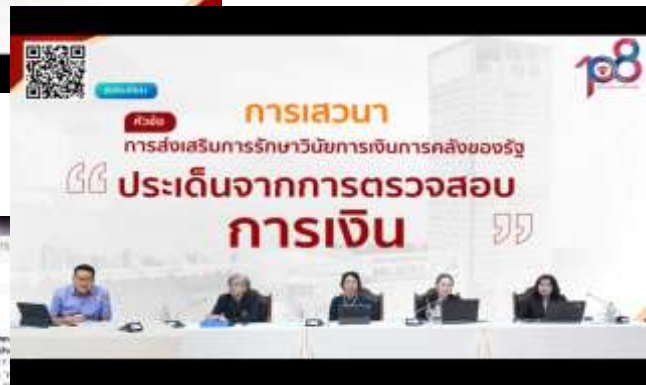 108
การเสวนา
หัวข้อ
การส่งเสริมการรักษาวินัยการเงินการคลังของรัฐ
“ ประเด็นจากการตรวจสอบ
การเงิน ”